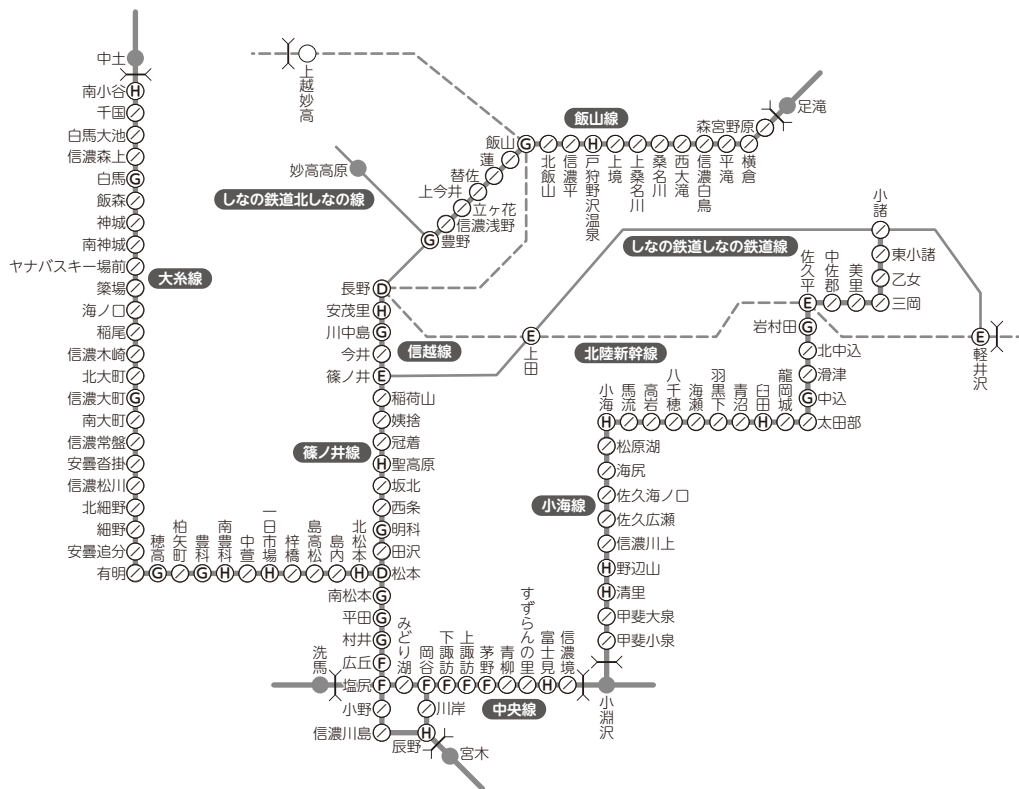 中土
南小谷
H
千国
白馬大池
信濃森上
白馬
G
飯森
神城
南神城
ヤナバスキー場前
簗場
海ノ口
稲尾
信濃木崎
北大町
信濃大町
G
南大町
信濃常盤
安曇沓掛
信濃松川
北細野
細野
安曇追分
有明
大糸線
穂高
G
柏矢町
豊科
G
南豊科
H
中萱
一日市場
H
梓橋
島高松
島内
北松本
H
上越妙高
妙高高原
しなの鉄道北しなの線
飯山
G
蓮
替佐
上今井
立ヶ花
信濃浅野
G
豊野
飯山線
北飯山
信濃平
H
戸狩野沢温泉
上境
上桑名川
桑名川
西大滝
信濃白鳥
平滝
横倉
森宮野原
足滝
長野
D
安茂里
H
川中島
G
今井
篠ノ井
E
信越線
稲荷山
姨捨
冠着
H
聖高原
坂北
西条
G
明科
田沢
D
松本
篠ノ井線
南松本
G
平田
G
村井
G
広丘
F
塩尻
F
洗馬
小野
信濃川島
みどり湖
岡谷
F
下諏訪
F
上諏訪
F
茅野
F
青柳
すずらんの里
富士見
H
信濃境
中央線
川岸
辰野
H
宮木
小淵沢
しなの鉄道しなの鉄道線
E
上田
北陸新幹線
小諸
東小諸
乙女
三岡
美里
中佐都
佐久平
E
E
軽井沢
岩村田
G
北中込
滑津
G
中込
太田部
龍岡城
臼田
H
青沼
羽黒下
海瀬
八千穂
高岩
馬流
小海
H
松原湖
海尻
佐久海ノ口
佐久広瀬
信濃川上
H
野辺山
H
清里
甲斐大泉
甲斐小泉
小海線